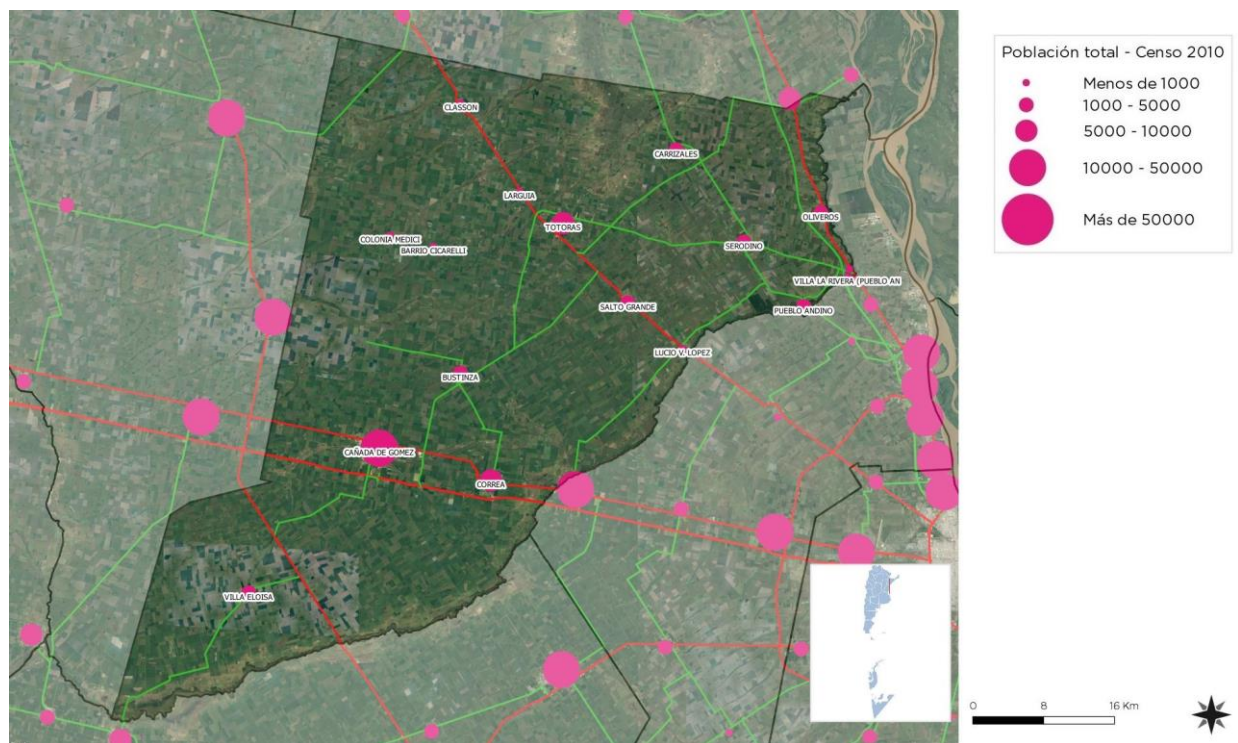 Población total - Censo 2010
Menos de 1000
1000 - 5000
5000 - 10000
10000 - 50000
Más de 50000
CLASSON
CARRIZALES
LARGUIA
TOTORAS
OLIVEROS
COLONIA MEDICI
BARRIO CICARELLI
SERODINO
VILLA LA RIVERA (PUEBLO AN
SALTO GRANDE
PUEBLO ANDINO
LUCIO V. LOPEZ
BUSTINZA
CAÑADA DE GOMEZ
CORREA
VILLA ELOISA
0 8 16 Km